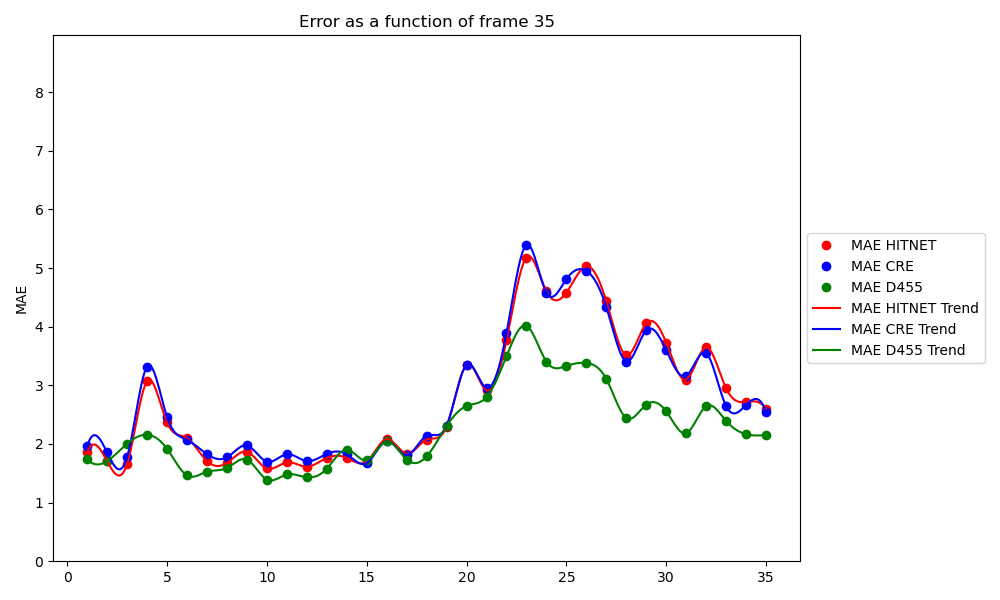 Error as a function of frame 35
MAE
8
7
6
5
4
3
2
1
0
0 5 10 15 20 25 30 35
MAE HITNET
MAE CRE
MAE D455
MAE HITNET Trend
MAE CRE Trend
MAE D455 Trend